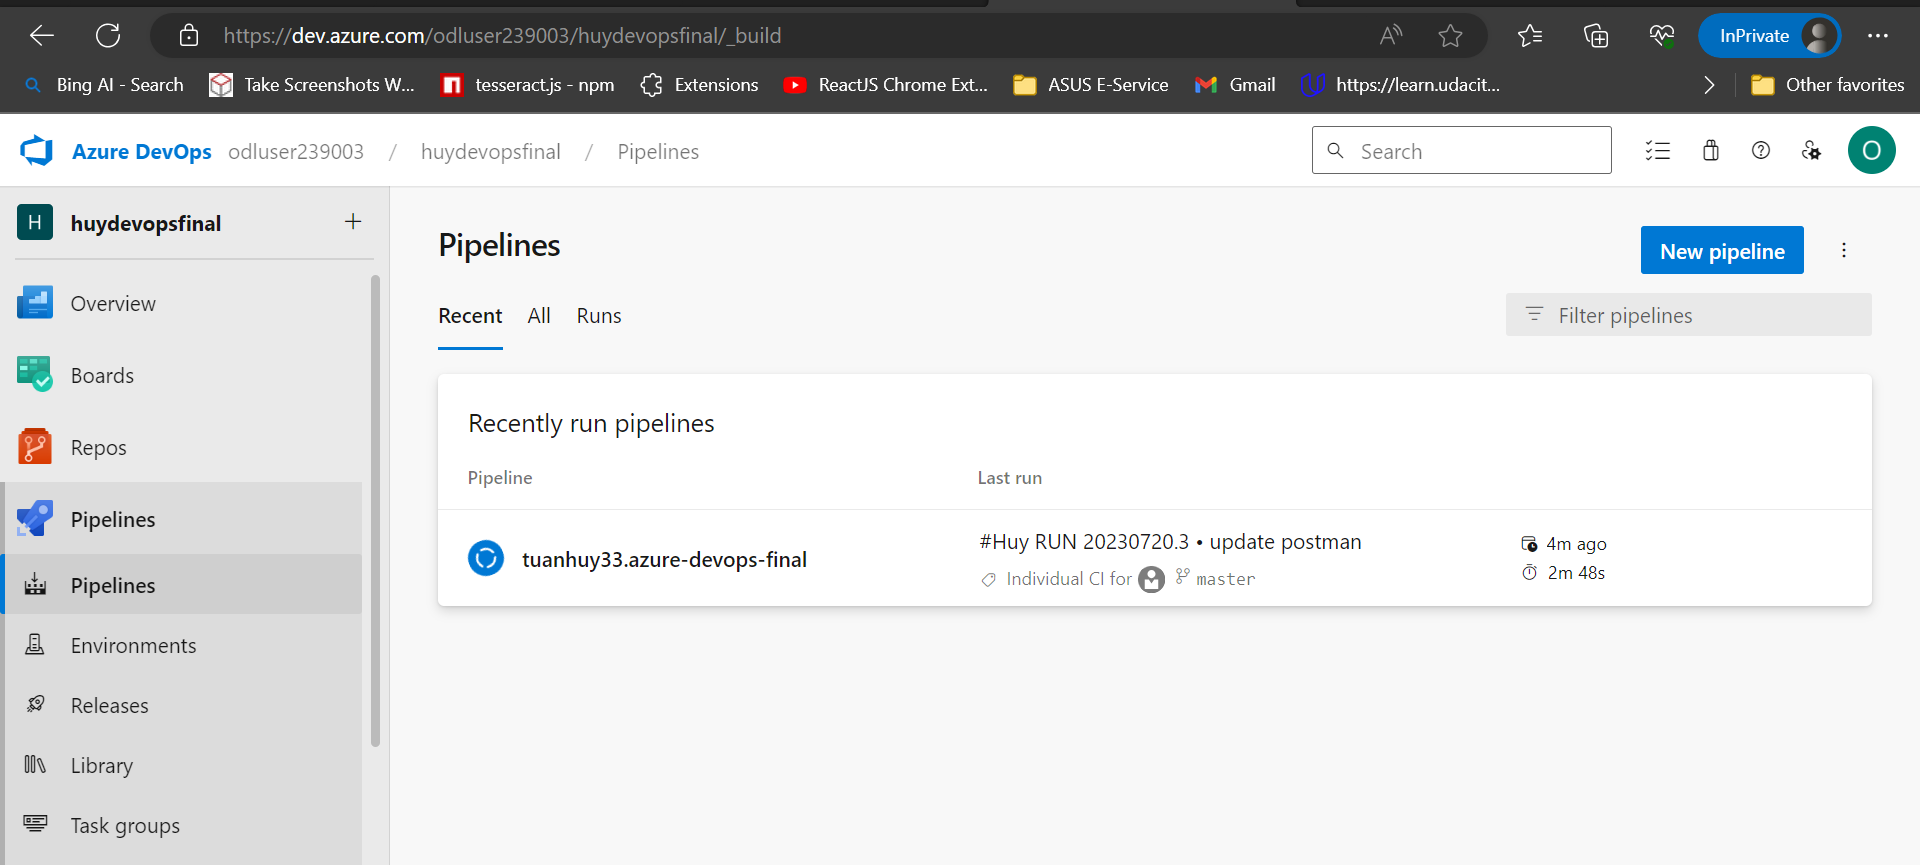 https://dev.azure.com/odluser239003/huydevopsfinal/_build
InPrivate
Bing AI - Search
Take Screenshots W...
tesseract.js - npm
Extensions
ReactJS Chrome Ext...
ASUS E-Service
Gmail
https://learn.udacit...
Other favorites
Azure DevOps odluser239003 / huydevopsfinal / Pipelines
Search
O
H huydevopsfinal
Overview
Boards
Repos
Pipelines
Pipelines
Environments
Releases
Library
Task groups
Pipelines
New pipeline
Recent All Runs
Filter pipelines
Recently run pipelines
Pipeline Last run
tuanhuy33.azure-devops-final
#Huy RUN 20230720.3 • update postman
Individual CI for master
4m ago
2m 48s